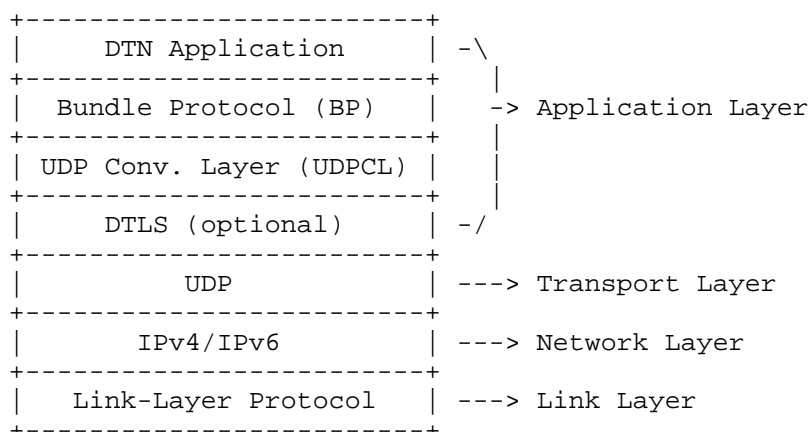 +-------------------------+
|     DTN Application     | -\
+-------------------------+   |
|  Bundle Protocol (BP)   |   -> Application Layer
+-------------------------+   |
| UDP Conv. Layer (UDPCL) |   |
+-------------------------+   |
|     DTLS (optional)     | -/
+-------------------------+
|          UDP            | ---> Transport Layer
+-------------------------+
|       IPv4/IPv6         | ---> Network Layer
+-------------------------+
|   Link-Layer Protocol   | ---> Link Layer
+-------------------------+